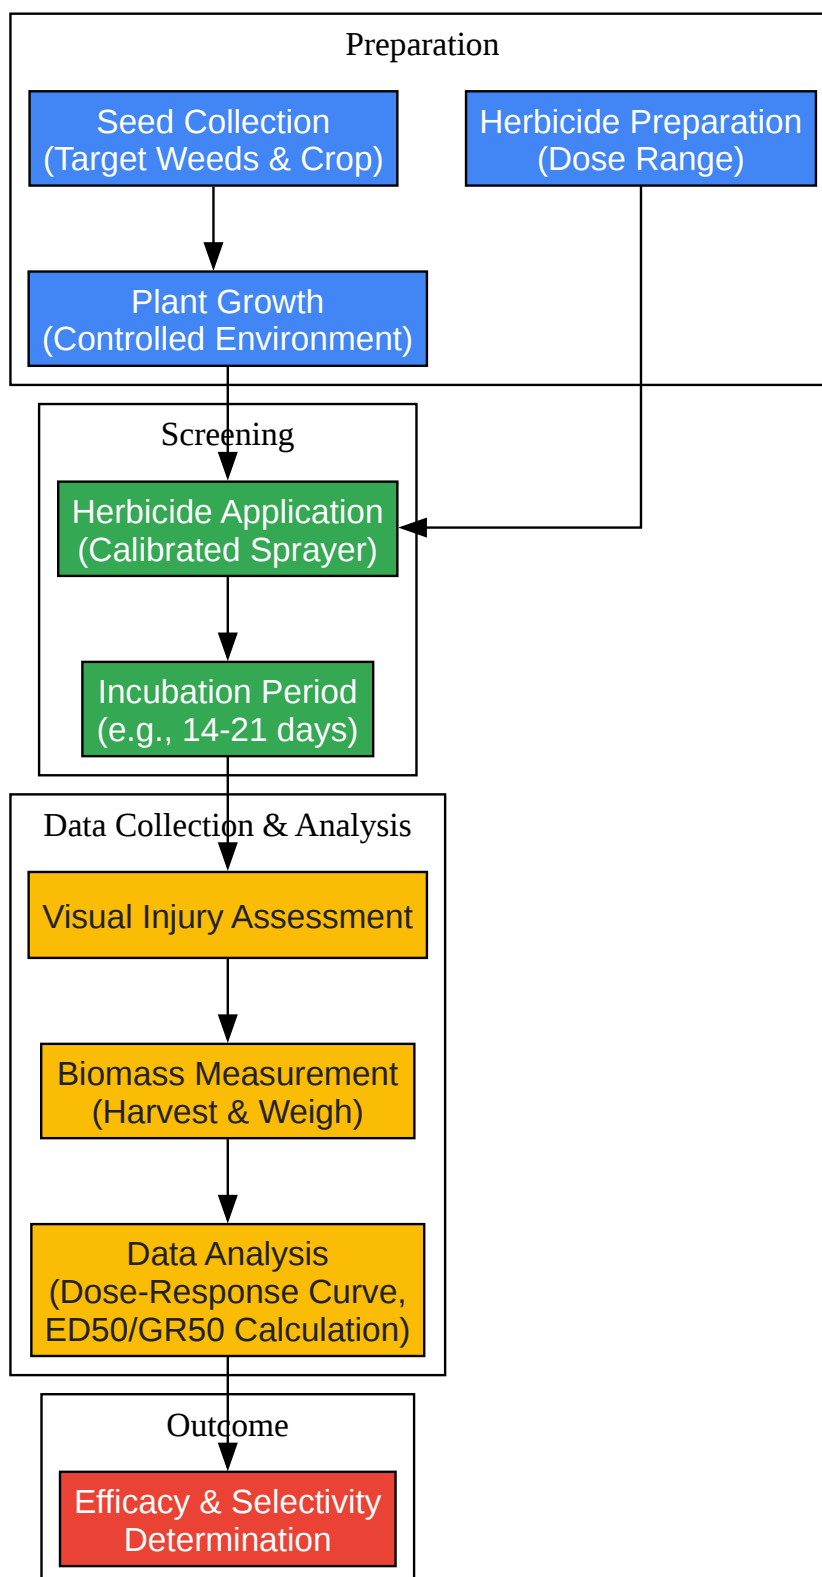 Preparation
Seed Collection
(Target Weeds & Crop)
Herbicide Preparation
(Dose Range)
Plant Growth
(Controlled Environment)
Screening
Herbicide Application
(Calibrated Sprayer)
Incubation Period
(e.g., 14-21 days)
Data Collection & Analysis
Visual Injury Assessment
Biomass Measurement
(Harvest & Weigh)
Data Analysis
(Dose-Response Curve,
ED50/GR50 Calculation)
Outcome
Efficacy & Selectivity
Determination